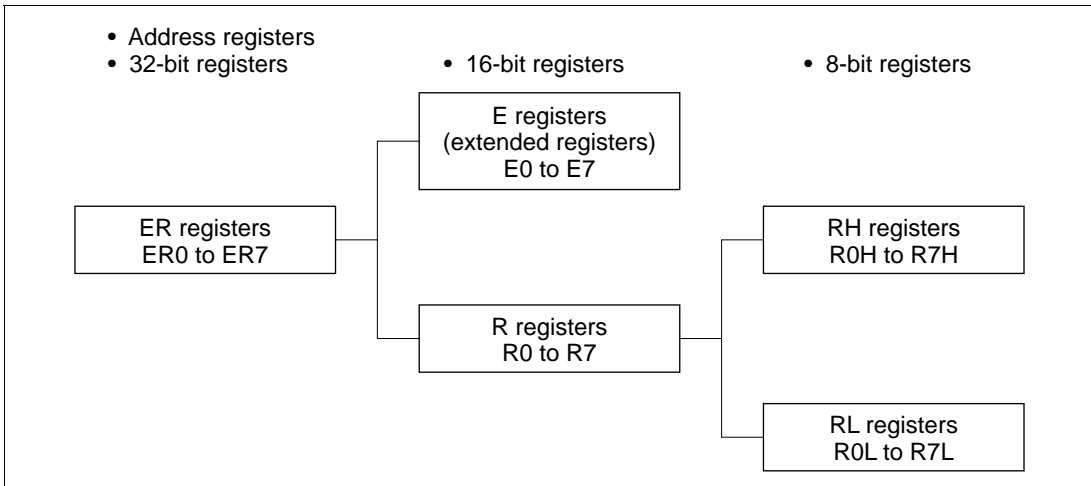 • Address registers
• 32-bit registers
• 16-bit registers
• 8-bit registers
E registers
(extended registers)
E0 to E7
ER registers
ER0 to ER7
RH registers
R0H to R7H
R registers
R0 to R7
RL registers
R0L to R7L